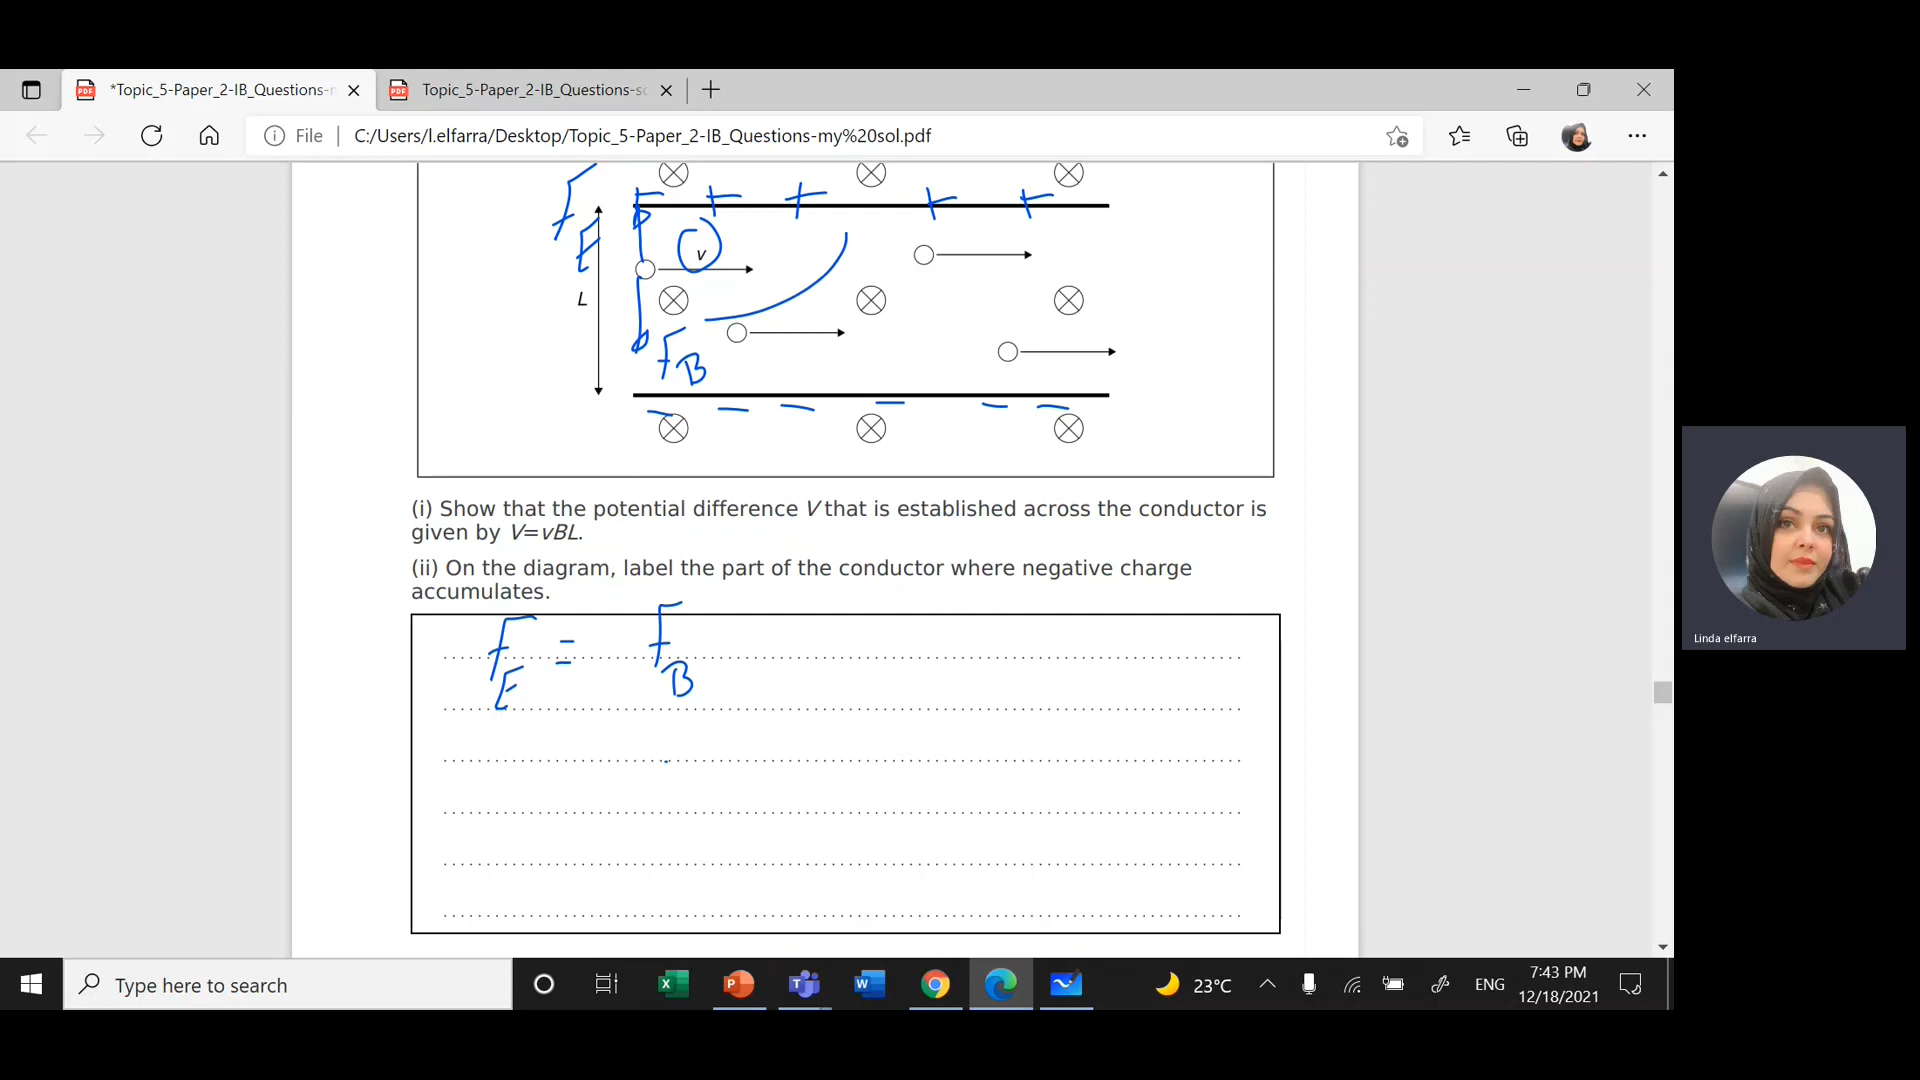 *Topic_5-Paper_2-IB_Questions-m
Topic_5-Paper_2-IB_Questions-so
File
C:/Users/l.elfarra/Desktop/Topic_5-Paper_2-IB_Questions-my%20sol.pdf
F
E
+ + + +
v
L
F
B
(i) Show that the potential difference V that is established across the conductor is
given by V=vBL.
(ii) On the diagram, label the part of the conductor where negative charge
accumulates.
F = F
E B
Linda elfarra
Type here to search
23°C
ENG
7:43 PM
12/18/2021